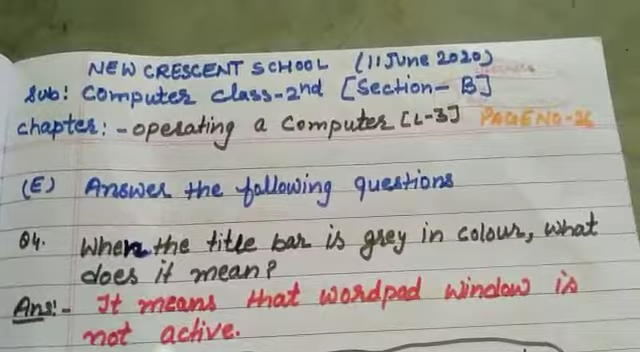 NEW CRESCENT SCHOOL (11 June 2020)
Sub: Computer Class-2nd [Section-B]
Chapter:-operating a Computer [L-3] PAGE NO-26
(E) Answer the following questions
Q4. When the title bar is grey in colour, what
does it mean?
Ans:- It means that wordpad window is
not active.